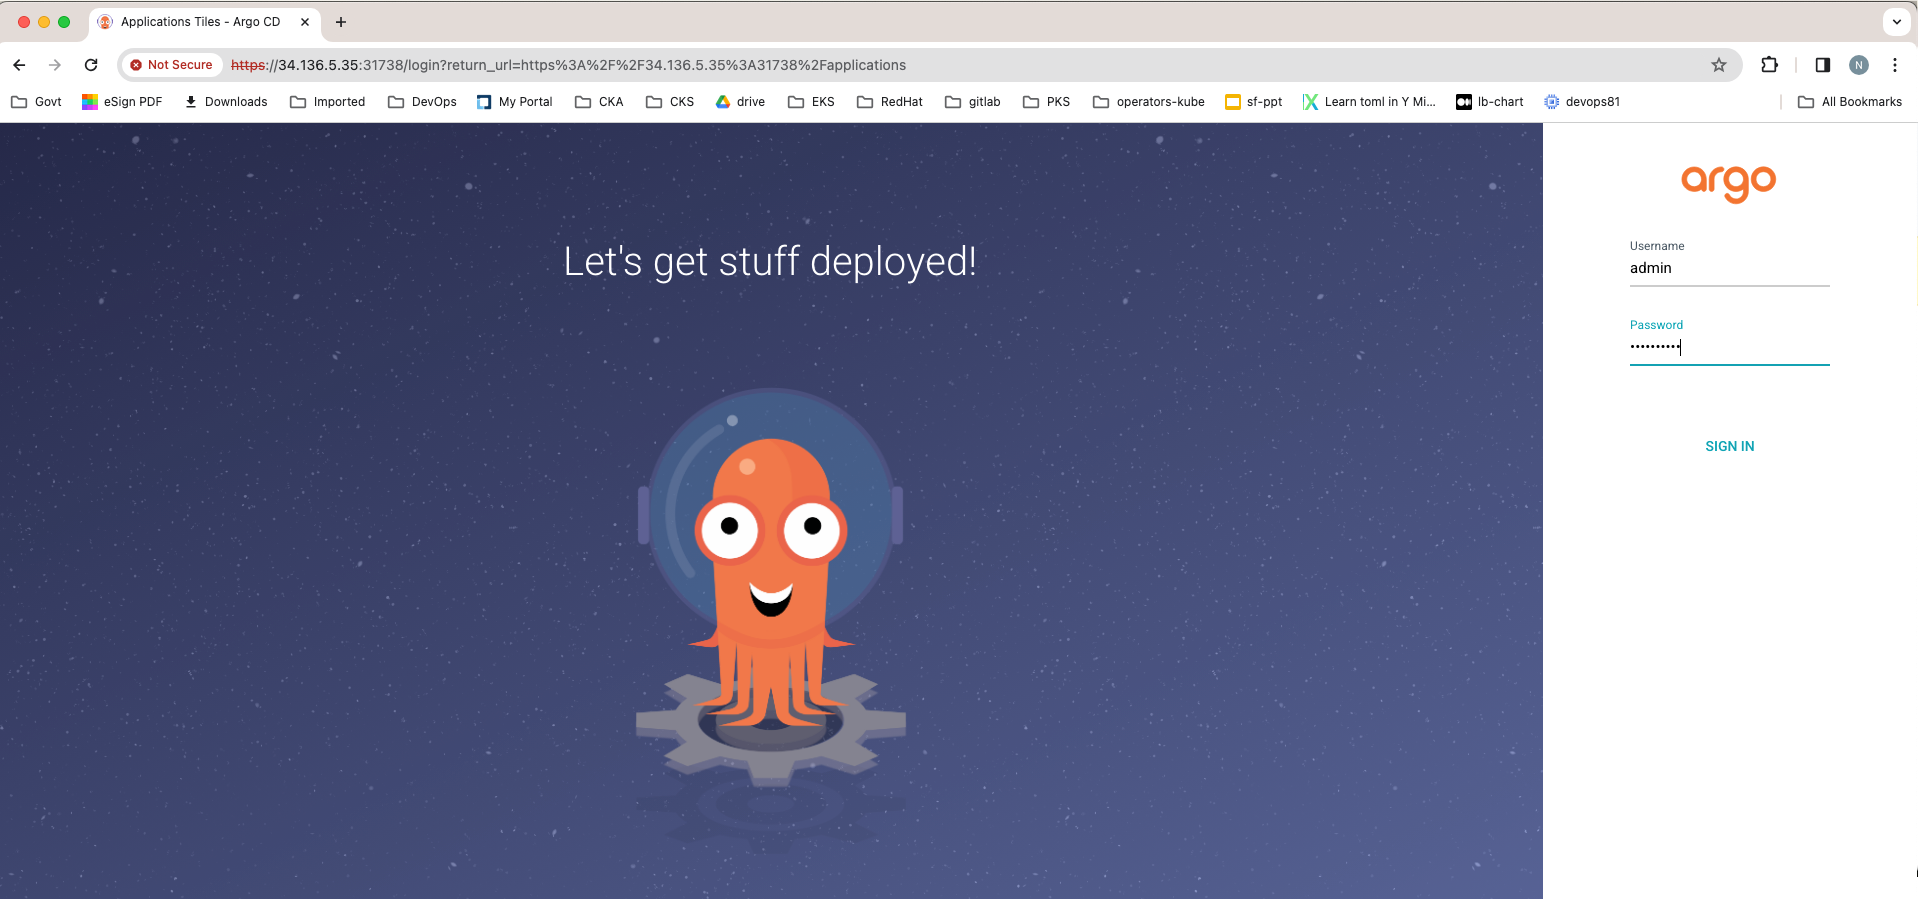 Applications Tiles - Argo CD
Not Secure https://34.136.5.35:31738/login?return_url=https%3A%2F%2F34.136.5.35%3A31738%2Fapplications
N
Govt eSign PDF Downloads Imported DevOps My Portal CKA CKS drive EKS RedHat gitlab PKS operators-kube sf-ppt Learn toml in Y Mi... lb-chart devops81 All Bookmarks
argo
Let's get stuff deployed!
Username
admin
Password
••••••••••
SIGN IN